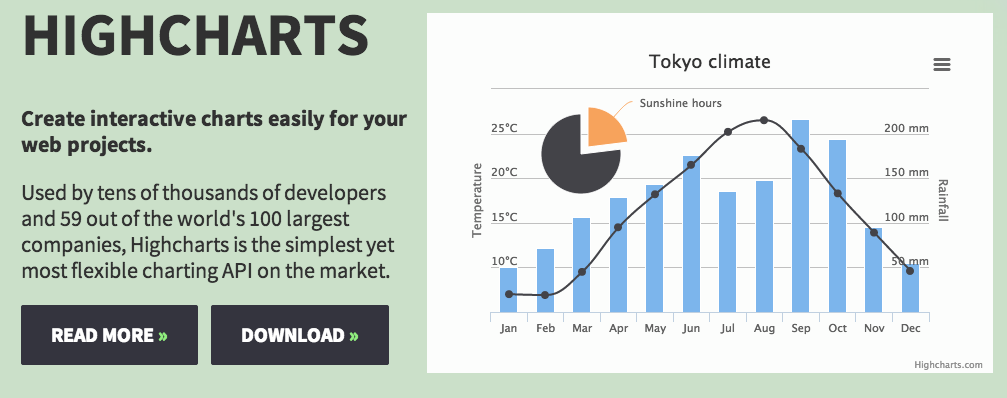 HIGHCHARTS
Create interactive charts easily for your
web projects.
Used by tens of thousands of developers
and 59 out of the world's 100 largest
companies, Highcharts is the simplest yet
most flexible charting API on the market.
READ MORE »
DOWNLOAD »
Tokyo climate
Sunshine hours
25°C
20°C
15°C
10°C
Temperature
200 mm
150 mm
100 mm
50 mm
Rainfall
Jan Feb Mar Apr May Jun Jul Aug Sep Oct Nov Dec
Highcharts.com